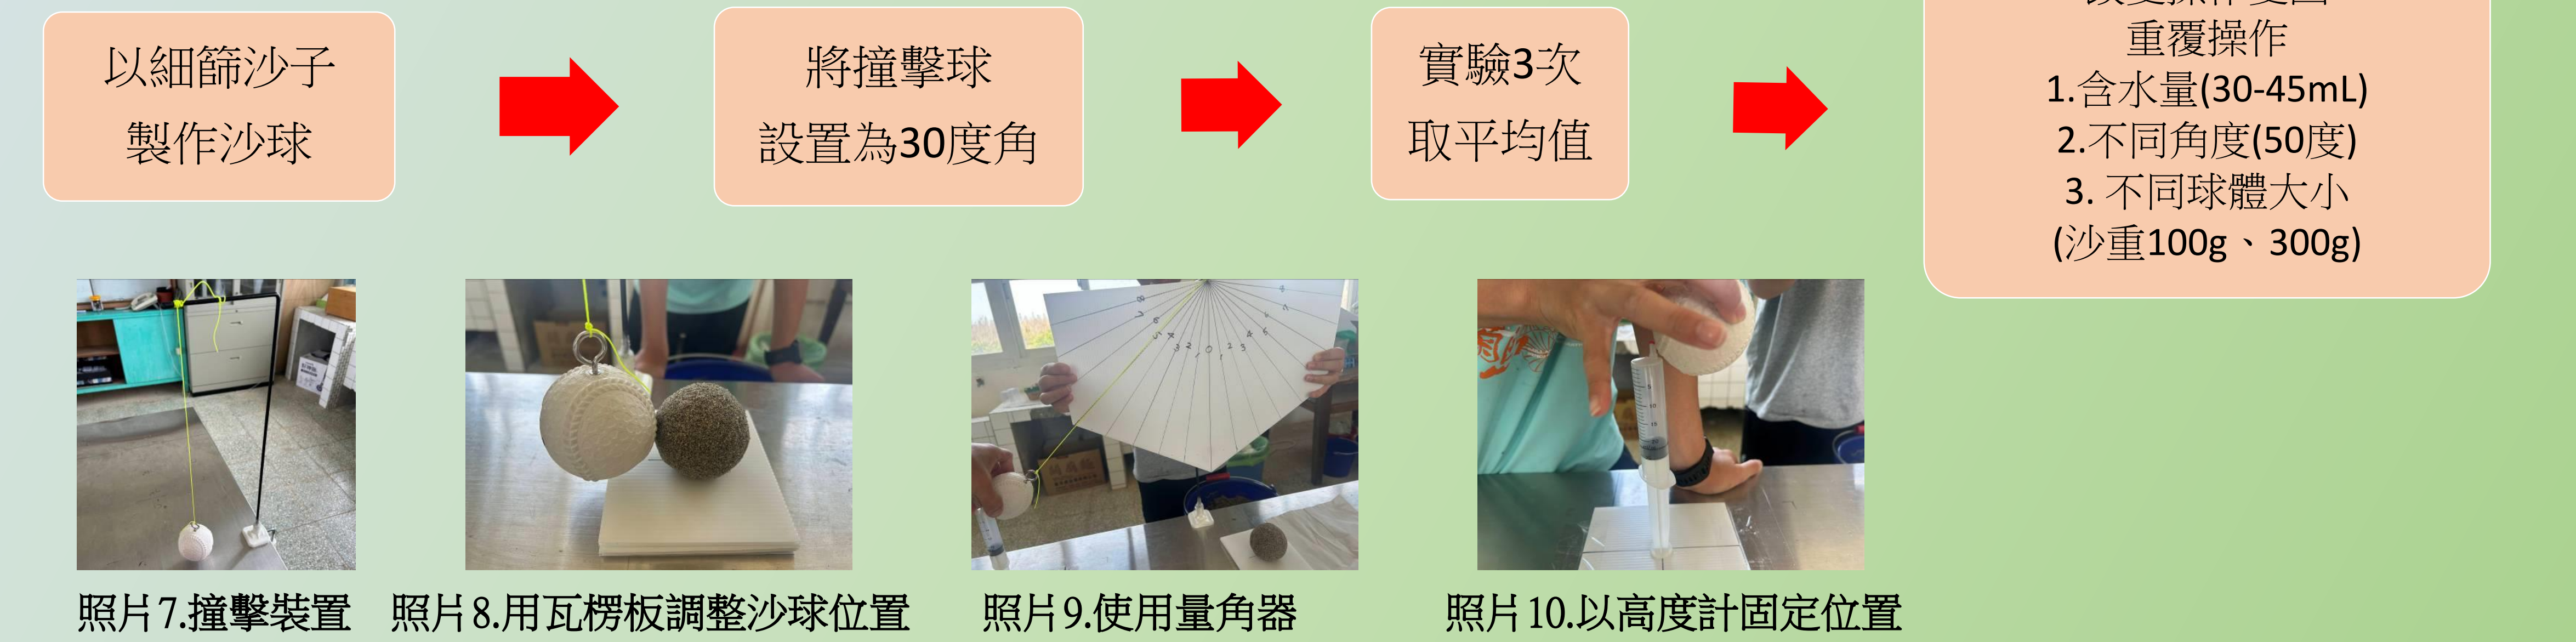 以細篩沙子
製作沙球
將撞擊球
設置為30度角
實驗3次
取平均值
重覆操作
1.含水量(30-45mL)
2.不同角度(50度)
3. 不同球體大小
(沙重100g、300g)
照片7.撞擊裝置
照片8.用瓦楞板調整沙球位置
照片9.使用量角器
照片10.以高度計固定位置